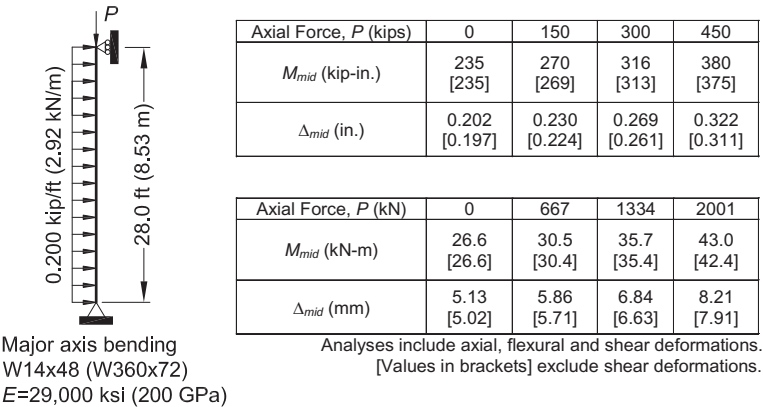 P
0.200 kip/ft (2.92 kN/m)
28.0 ft (8.53 m)
Major axis bending
W14x48 (W360x72)
E=29,000 ksi (200 GPa)
Axial Force, P (kips) 0 150 300 450
Mmid (kip-in.) 235 270 316 380
[235] [269] [313] [375]
Δmid (in.) 0.202 0.230 0.269 0.322
[0.197] [0.224] [0.261] [0.311]
Axial Force, P (kN) 0 667 1334 2001
Mmid (kN-m) 26.6 30.5 35.7 43.0
[26.6] [30.4] [35.4] [42.4]
Δmid (mm) 5.13 5.86 6.84 8.21
[5.02] [5.71] [6.63] [7.91]
Analyses include axial, flexural and shear deformations.
[Values in brackets] exclude shear deformations.